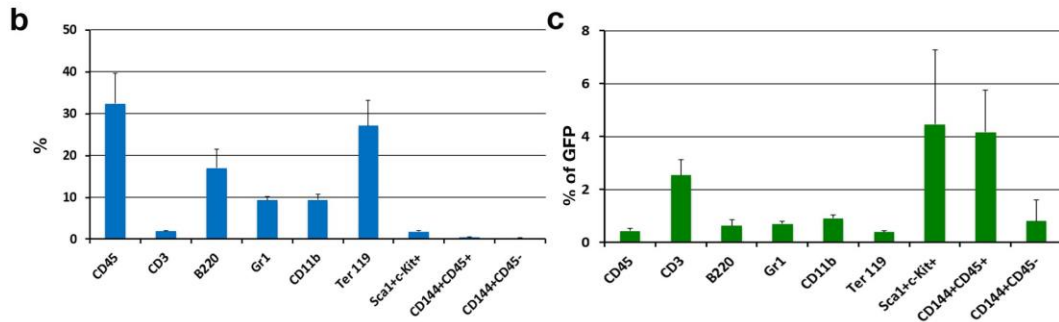 b
50
40
30
20
10
0
%
CD45
CD3
B220
Gr1
CD11b
Ter 119
Sca1+c-Kit+
CD144+CD45+
CD144+CD45-
c
8
6
4
2
0
% of GFP
CD45
CD3
B220
Gr1
CD11b
Ter 119
Sca1+c-Kit+
CD144+CD45+
CD144+CD45-